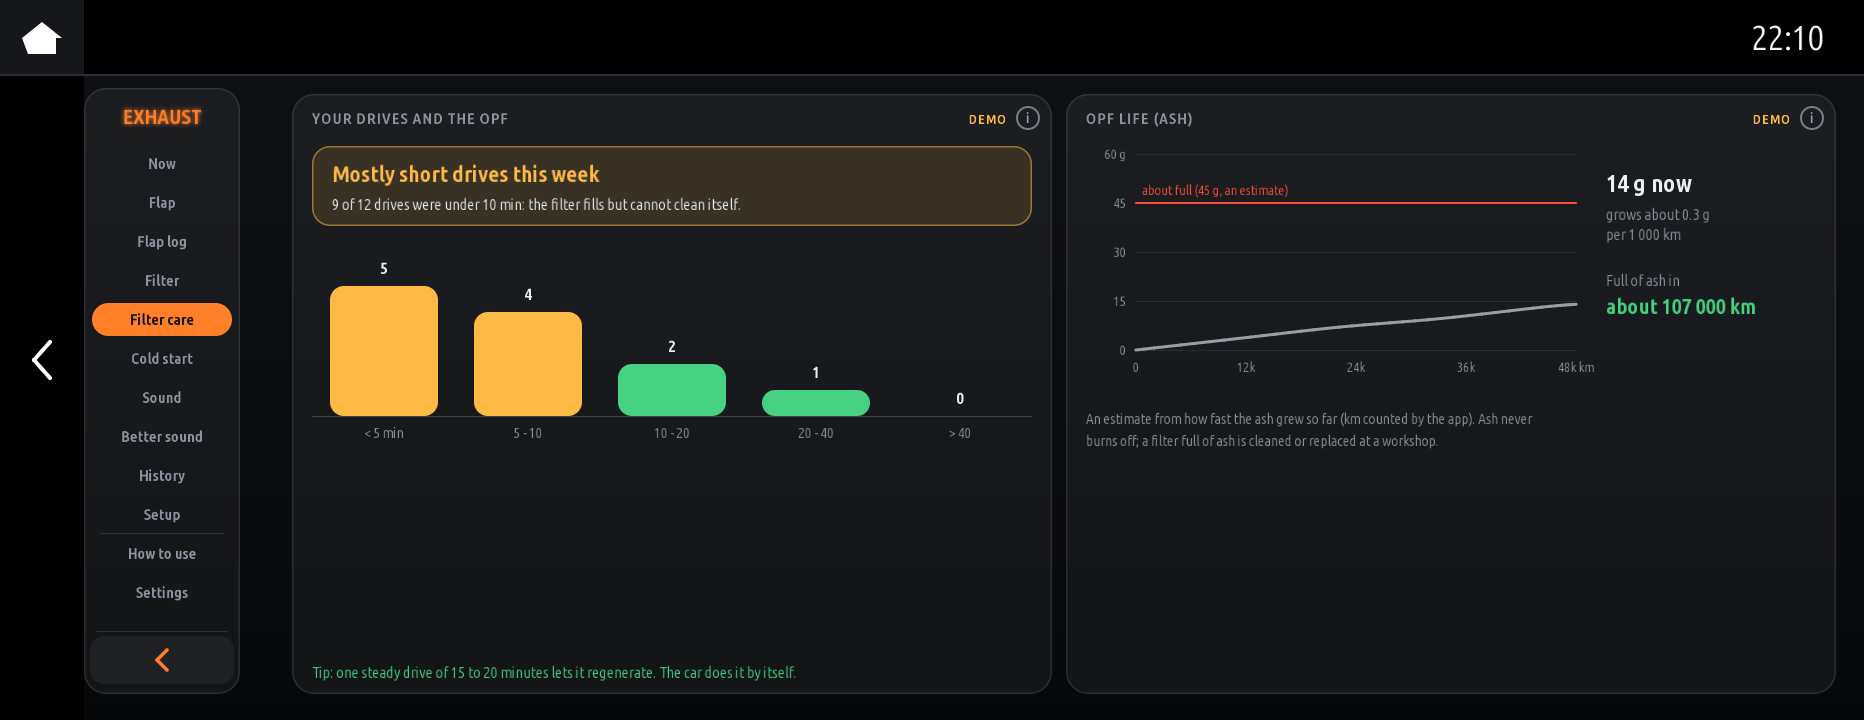 22:10
EXHAUST
Now
Flap
Flap log
Filter
Filter care
Cold start
Sound
Better sound
History
Setup
How to use
Settings
YOUR DRIVES AND THE OPF
DEMO
i
Mostly short drives this week
9 of 12 drives were under 10 min: the filter fills but cannot clean itself.
5
4
2
1
0
< 5 min
5 - 10
10 - 20
20 - 40
> 40
Tip: one steady drive of 15 to 20 minutes lets it regenerate. The car does it by itself.
OPF LIFE (ASH)
DEMO
i
60 g
about full (45 g, an estimate)
45
30
15
0
0
12k
24k
36k
48k km
14 g now
grows about 0.3 g
per 1 000 km
Full of ash in
about 107 000 km
An estimate from how fast the ash grew so far (km counted by the app). Ash never
burns off; a filter full of ash is cleaned or replaced at a workshop.